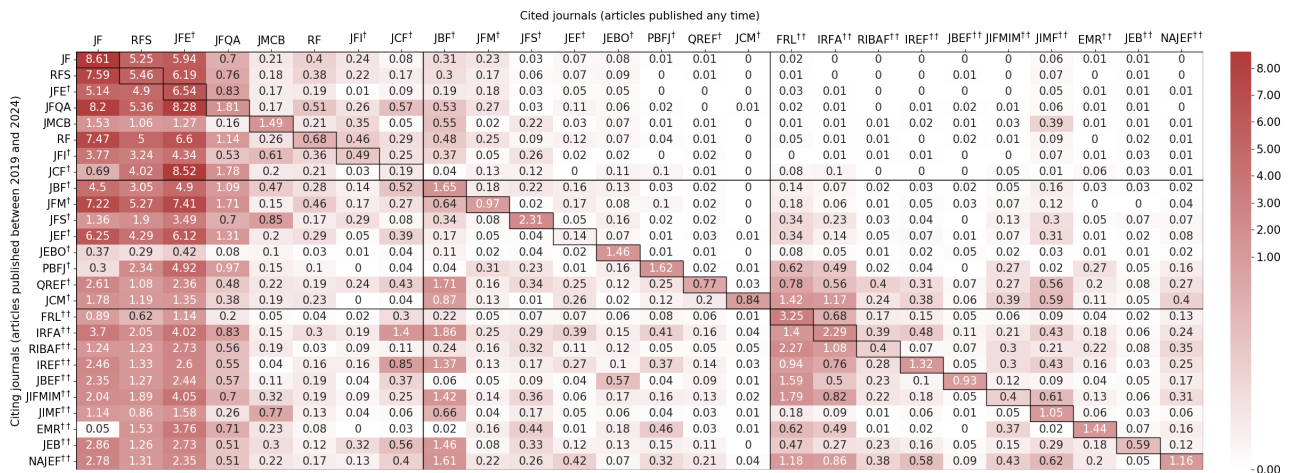 Cited journals (articles published any time)
JF RFS JFE† JFQA JMCB RF JFI† JCF† JBF† JFM† JFS† JEF† JEBO† PBFJ† QREF† JCM† FRL†† IRFA†† RIBAF†† IREF†† JBEF†† JIFMIM†† JIMF†† EMR†† JEB†† NAJEF††
JF 8.61 5.25 5.94 0.7 0.21 0.4 0.24 0.08 0.31 0.23 0.03 0.07 0.08 0 0.01 0 0.02 0 0 0 0 0 0.06 0 0.01 0
RFS 7.59 5.46 6.19 0.76 0.18 0.38 0.22 0.17 0.3 0.17 0.06 0.07 0.09 0 0.01 0 0.01 0 0 0 0.01 0 0.07 0 0.01 0
JFE† 5.14 4.9 6.54 0.83 0.17 0.19 0.01 0.09 0.19 0.18 0.03 0.05 0.05 0 0.01 0 0.01 0.01 0 0 0 0 0.03 0.01 0.01 0
JFQA 8.2 5.36 8.28 1.81 0.17 0.51 0.26 0.57 0.53 0.27 0.03 0.11 0.06 0.02 0 0.01 0.03 0.02 0 0.01 0.02 0.01 0.06 0 0.01 0
JMCB 1.53 1.06 1.27 0.16 1.49 0.21 0.35 0.05 0.55 0.02 0.22 0.03 0.07 0.01 0.01 0 0.01 0.01 0 0.01 0 0.02 0.39 0 0.01 0
RF 7.47 5 6.6 1.14 0.26 0.68 0.46 0.29 0.48 0.25 0.09 0.12 0.07 0.04 0.01 0 0.02 0.02 0 0.01 0.01 0.01 0.09 0 0.02 0.01
JFI† 3.77 3.24 4.34 0.53 0.61 0.36 0.49 0.25 0.37 0.05 0.26 0.02 0.02 0 0.02 0 0 0.01 0.01 0 0 0.01 0.07 0.01 0.03 0
JCF† 0.69 4.02 8.52 1.78 0.2 0.21 0.03 0.19 0.04 0.13 0.12 0 0.11 0.1 0.01 0 0.08 0.1 0 0 0 0.05 0.01 0.06 0.04 0.01
JBF† 4.5 3.05 4.9 1.09 0.47 0.28 0.14 0.52 1.65 0.18 0.22 0.16 0.13 0.03 0.02 0 0.14 0.07 0.02 0.03 0.02 0.04 0.16 0.03 0.03 0.02
JFM† 7.22 5.27 7.41 1.71 0.15 0.46 0.17 0.27 0.64 0.97 0.02 0.17 0.08 0.1 0.02 0 0.18 0.06 0.01 0.05 0.03 0.07 0.12 0 0 0.04
JFS† 1.36 1.9 3.49 0.7 0.85 0.17 0.29 0.08 0.34 0.08 2.31 0.05 0.16 0.02 0.02 0 0.34 0.23 0.03 0.04 0 0.13 0.3 0.05 0.07 0.07
JEF† 6.25 4.29 6.12 1.31 0.2 0.29 0.05 0.39 0.17 0.05 0.04 0.14 0.07 0.01 0.03 0.01 0.34 0.14 0.05 0.07 0.02 0.05 0.07 0.01 0.02 0.08
JEBO† 0.37 0.29 0.42 0.08 0.1 0.03 0.01 0.03 0.11 0.02 0.04 0.02 1.46 0.01 0.01 0 0.08 0.05 0.01 0.02 0.05 0.02 0.06 0.01 0.01 0.02
PBFJ† 0.3 2.34 4.92 0.97 0.15 0.1 0 0.04 0.04 0.31 0.23 0.01 0.16 1.62 0.02 0.01 0.62 0.49 0.02 0.04 0 0.27 0.02 0.27 0.05 0.16
QREF† 2.61 1.08 2.36 0.48 0.22 0.19 0.24 0.43 1.71 0.16 0.34 0.25 0.12 0.25 0.77 0.03 0.78 0.56 0.4 0.31 0.07 0.27 0.56 0.2 0.08 0.27
JCM† 1.78 1.19 1.35 0.38 0.19 0.23 0 0.04 0.87 0.13 0.01 0.26 0.02 0.12 0.2 0.84 1.42 1.17 0.24 0.38 0.06 0.39 0.59 0.11 0.05 0.4
FRL†† 0.89 0.62 1.14 0.2 0.05 0.04 0.02 0.3 0.22 0.05 0.07 0.05 0.04 0.08 0.06 0.01 3.25 0.68 0.17 0.15 0.05 0.06 0.09 0.04 0.02 0.13
IRFA†† 3.7 2.05 4.02 0.83 0.15 0.3 0.19 1.4 1.86 0.25 0.29 0.39 0.15 0.41 0.16 0.04 1.4 2.29 0.39 0.48 0.11 0.21 0.43 0.18 0.06 0.24
RIBAF†† 1.24 1.23 2.73 0.56 0.19 0.11 0.03 0.28 0.24 0.14 0.32 0.11 0.12 0.05 0.05 0.05 2.27 1.08 0.4 0.07 0.07 0.3 0.21 0.22 0.08 0.35
IREF†† 2.46 1.33 2.6 0.55 0.04 0.16 0.16 0.85 1.37 0.13 0.17 0.27 0.1 0.37 0.14 0.03 0.94 0.76 0.28 1.32 0.05 0.3 0.43 0.16 0.03 0.25
JBEF†† 2.35 1.27 2.44 0.57 0.11 0.19 0.04 0.37 0.06 0.05 0.09 0.04 0.57 0.04 0.09 0.01 1.59 0.5 0.23 0.1 0.93 0.12 0.09 0.04 0.05 0.17
JIFMIM†† 2.04 1.89 4.05 0.7 0.32 0.19 0.09 0.25 1.42 0.14 0.36 0.06 0.17 0.16 0.13 0.02 1.79 0.82 0.33 0.19 0.05 0.4 0.61 0.13 0.06 0.31
JIMF†† 1.14 0.86 1.58 0.26 0.77 0.13 0.04 0.06 0.66 0.04 0.17 0.05 0.06 0.04 0.03 0.01 0.18 0.09 0.01 0.06 0.01 0.05 1.05 0.06 0.03 0.06
EMR†† 0.05 1.53 3.76 0.71 0.23 0.08 0 0.03 0.02 0.16 0.44 0.05 0.18 0.46 0.03 0.01 0.62 0.49 0.01 0.02 0 0.37 0.02 1.44 0.03 0.16
JEB†† 2.86 1.26 2.73 0.51 0.3 0.12 0.32 0.56 1.46 0.08 0.33 0.12 0.13 0.15 0.11 0 0.47 0.27 0.13 0.23 0.16 0.15 0.29 0.18 0.59 0.12
NAJEF†† 2.78 1.31 2.35 0.51 0.22 0.17 0.13 0.4 1.61 0.22 0.26 0.42 0.07 0.32 0.21 0.04 1.18 0.86 0.38 0.58 0.09 0.43 0.62 0.2 0.03 1.16
Citing journals (articles published between 2019 and 2024)
8.00
7.00
6.00
5.00
4.00
3.00
2.00
1.00
0.00